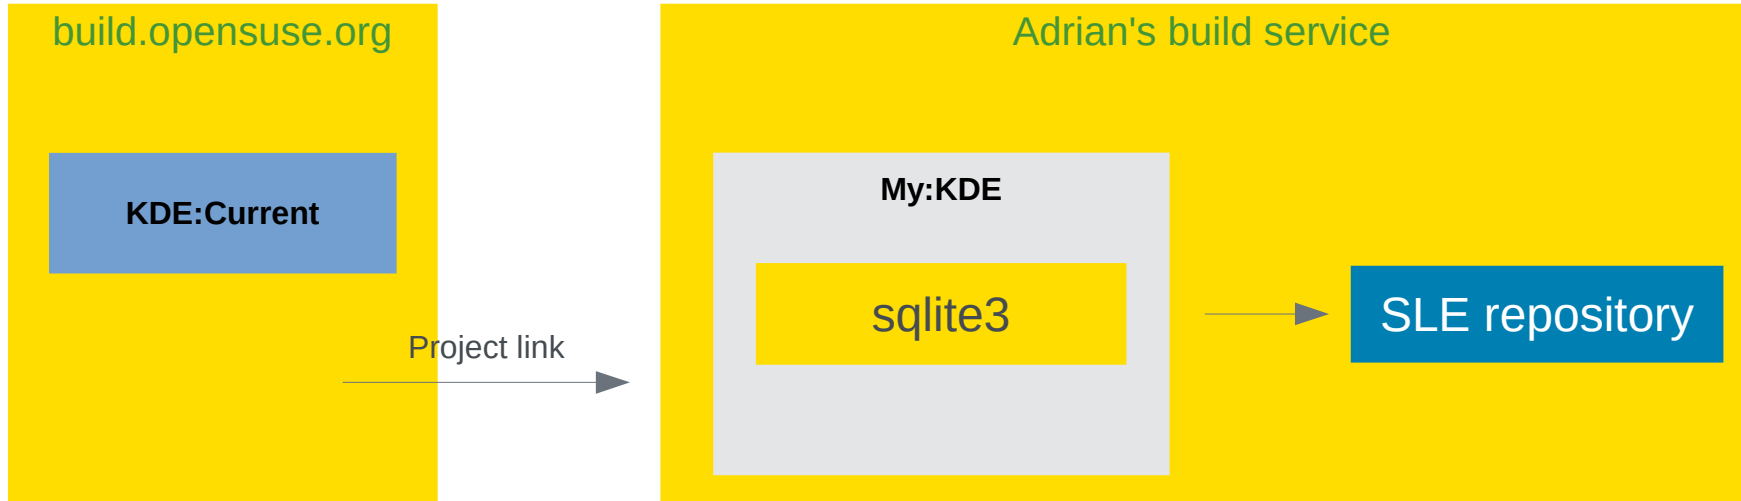 build.opensuse.org
Adrian's build service
KDE:Current
My:KDE
sqlite3
SLE repository
Project link